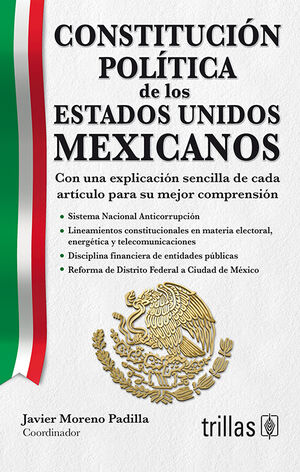 CONSTITUCIÓN
POLÍTICA
de los
ESTADOS UNIDOS
MEXICANOS
Con una explicación sencilla de cada
artículo para su mejor comprensión
• Sistema Nacional Anticorrupción
• Lineamientos constitucionales en materia electoral,
energética y telecomunicaciones
• Disciplina financiera de entidades públicas
• Reforma de Distrito Federal a Ciudad de México
Javier Moreno Padilla
Coordinador
trillas